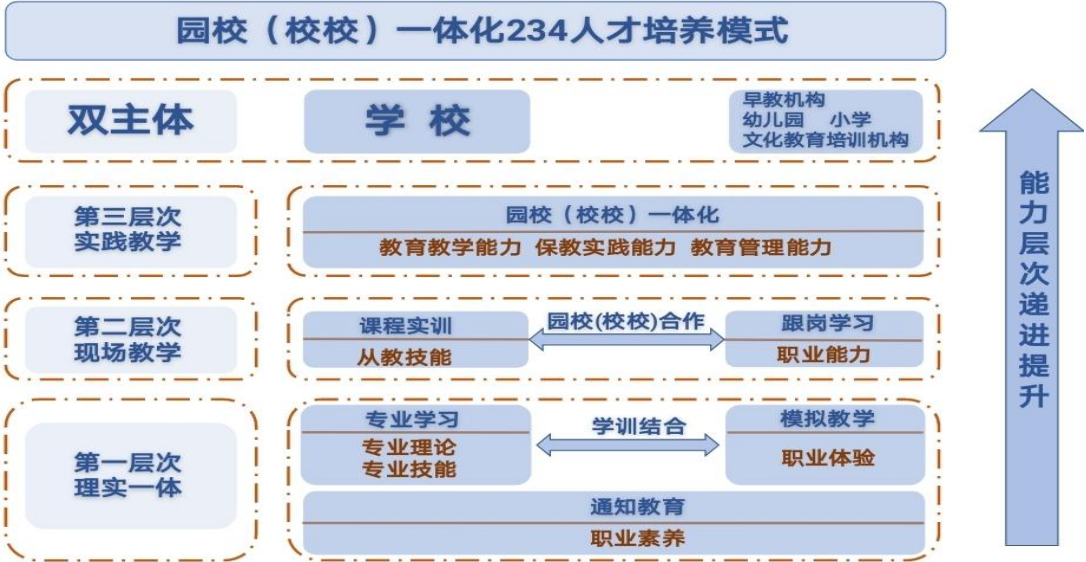 园校（校校）一体化234人才培养模式
双主体
学 校
早教机构
幼儿园 小学
文化教育培训机构
第三层次
实践教学
园校（校校）一体化
教育教学能力 保教实践能力 教育管理能力
第二层次
现场教学
课程实训
从教技能
园校(校校)合作
跟岗学习
职业能力
第一层次
理实一体
专业学习
专业理论
专业技能
学训结合
模拟教学
职业体验
通知教育
职业素养
能力层次递进提升